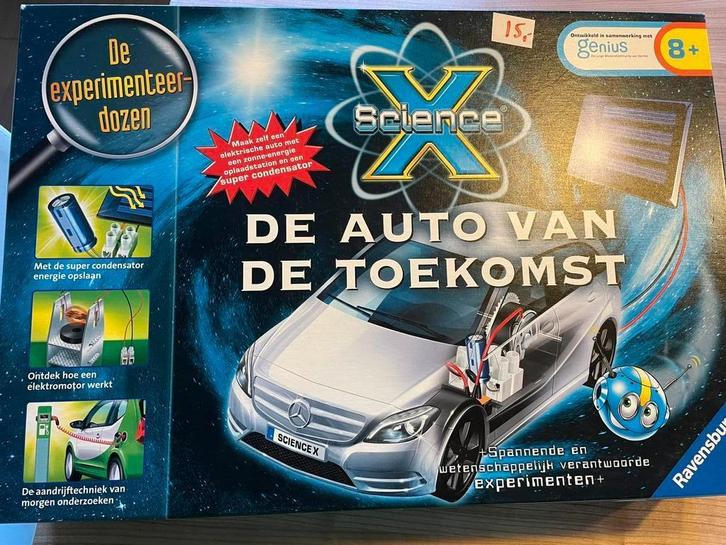 De
experimenteer-
dozen
15,-
Ontwikkeld in samenwerking met
genius
8+
Science X
Maak zelf een
elektrische auto met
een zonne-energie
oplaadstation en een
super condensator
DE AUTO VAN
DE TOEKOMST
Met de super condensator
energie opslaan
Ontdek hoe een
elektromotor werkt
De aandrijftechniek van
morgen onderzoeken
SCIENCE X
+Spannende en
wetenschappelijk verantwoorde
experimenten+
Ravensbur